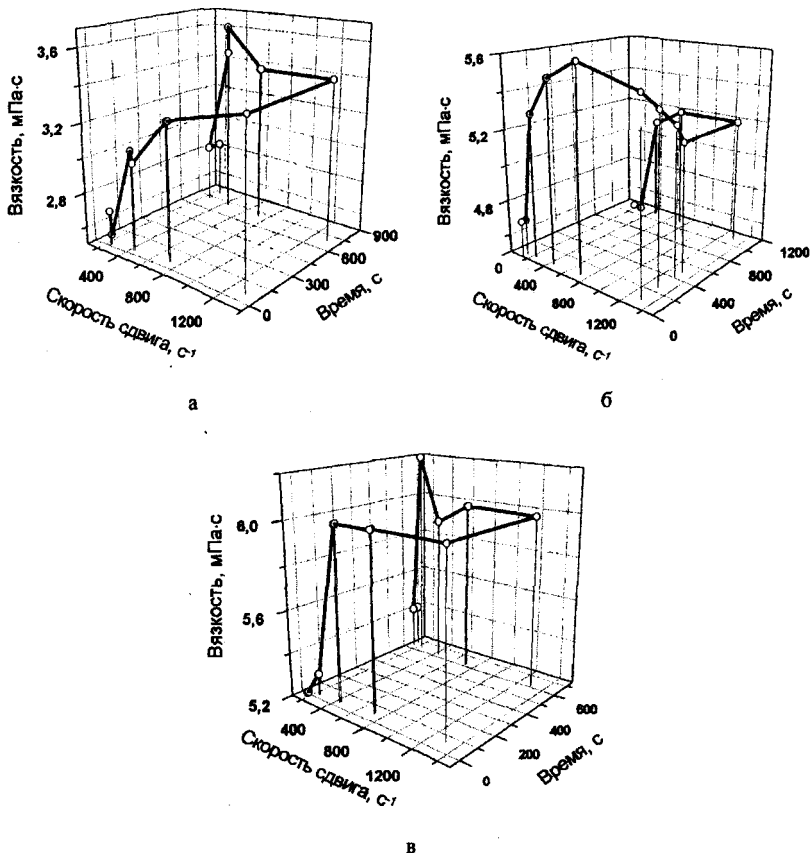 Вязкость, мПа·с
3,6
3,2
2,8
400
800
1200
Скорость сдвига, с-1
0
300
600
900
Время, с
а
Вязкость, мПа·с
5,6
5,2
4,8
0
400
800
1200
Скорость сдвига, с-1
0
400
800
1200
Время, с
б
Вязкость, мПа·с
6,0
5,6
5,2
400
800
1200
Скорость сдвига, с-1
0
200
400
600
Время, с
в